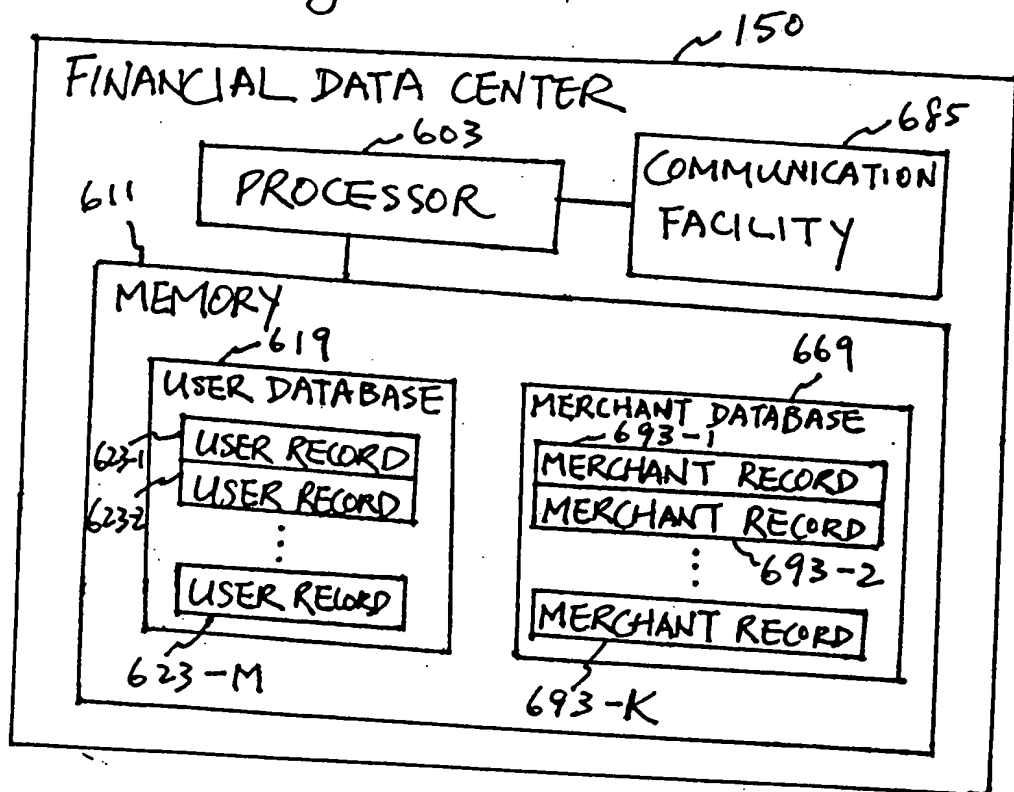 150
FINANCIAL DATA CENTER
603
685
PROCESSOR
COMMUNICATION
FACILITY
611
MEMORY
619
669
USER DATABASE
MERCHANT DATABASE
623-1
USER RECORD
693-1
MERCHANT RECORD
623-2
USER RECORD
MERCHANT RECORD
693-2
USER RECORD
MERCHANT RECORD
623-M
693-K